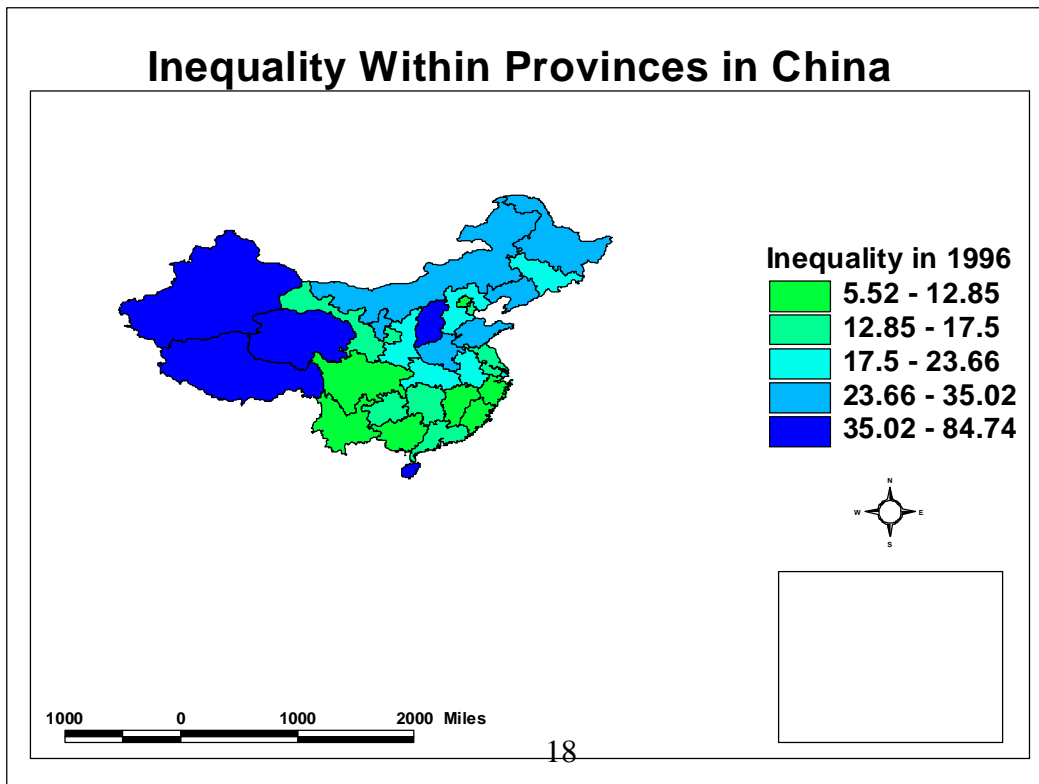 Inequality Within Provinces in China
Inequality in 1996
5.52 - 12.85
12.85 - 17.5
17.5 - 23.66
23.66 - 35.02
35.02 - 84.74
N
W E
S
1000 0 1000 2000 Miles
18